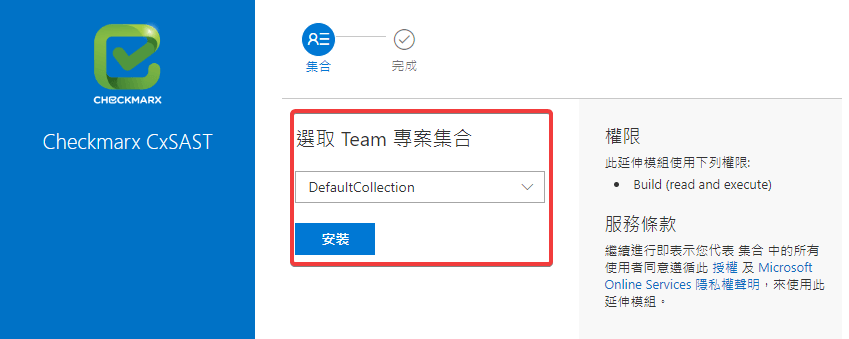 CHECKMARX
Checkmarx CxSAST
集合
完成
選取 Team 專案集合
DefaultCollection
安裝
權限
此延伸模組使用下列權限:
• Build (read and execute)
服務條款
繼續進行即表示您代表 集合 中的所有
使用者同意遵循此 授權 及 Microsoft
Online Services 隱私權聲明，來使用此
延伸模組。